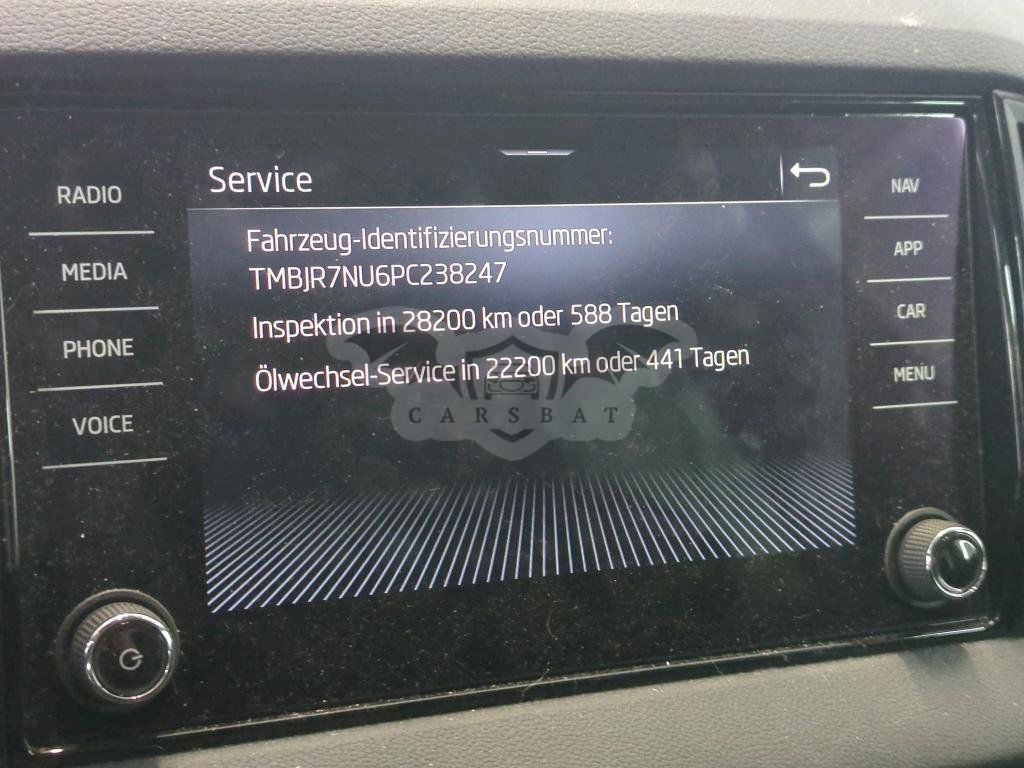 Service
RADIO
MEDIA
PHONE
VOICE
Fahrzeug-Identifizierungsnummer:
TMBJR7NU6PC238247
Inspektion in 28200 km oder 588 Tagen
Ölwechsel-Service in 22200 km oder 441 Tagen
CARSBAT
NAV
APP
CAR
MENU